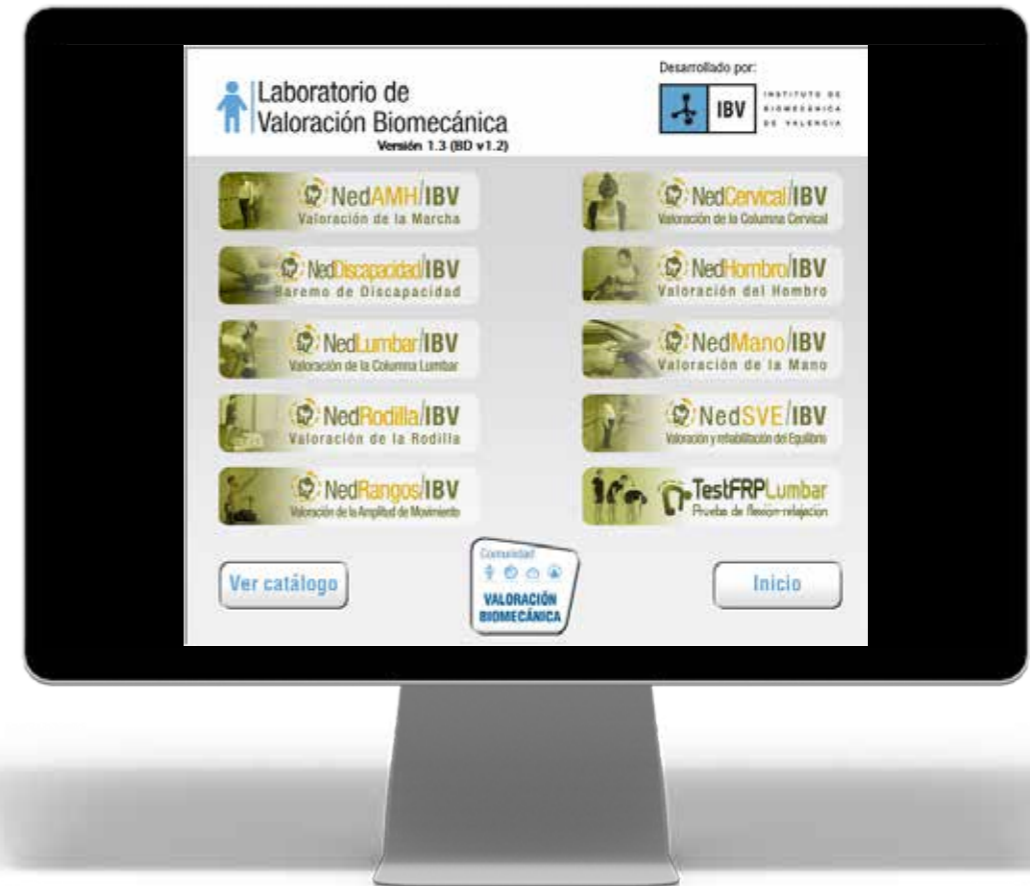 Laboratorio de
Valoración Biomecánica
Versión 1.3 (BD v1.2)
Desarrollado por:
IBV
INSTITUTO DE
BIOMECÁNICA
DE VALENCIA
NedAMH/IBV
Valoración de la Marcha
NedCervical/IBV
Valoración de la Columna Cervical
NedDiscapacidad/IBV
Baremo de Discapacidad
NedHombro/IBV
Valoración del Hombro
NedLumbar/IBV
Valoración de la Columna Lumbar
NedMano/IBV
Valoración de la Mano
NedRodilla/IBV
Valoración de la Rodilla
NedSVE/IBV
Valoración y rehabilitación del Equilibrio
NedRangos/IBV
Valoración de la Amplitud de Movimiento
TestFRPLumbar
Prueba de flexion-relajacion
Ver catálogo
Comunidad
VALORACIÓN
BIOMECÁNICA
Inicio